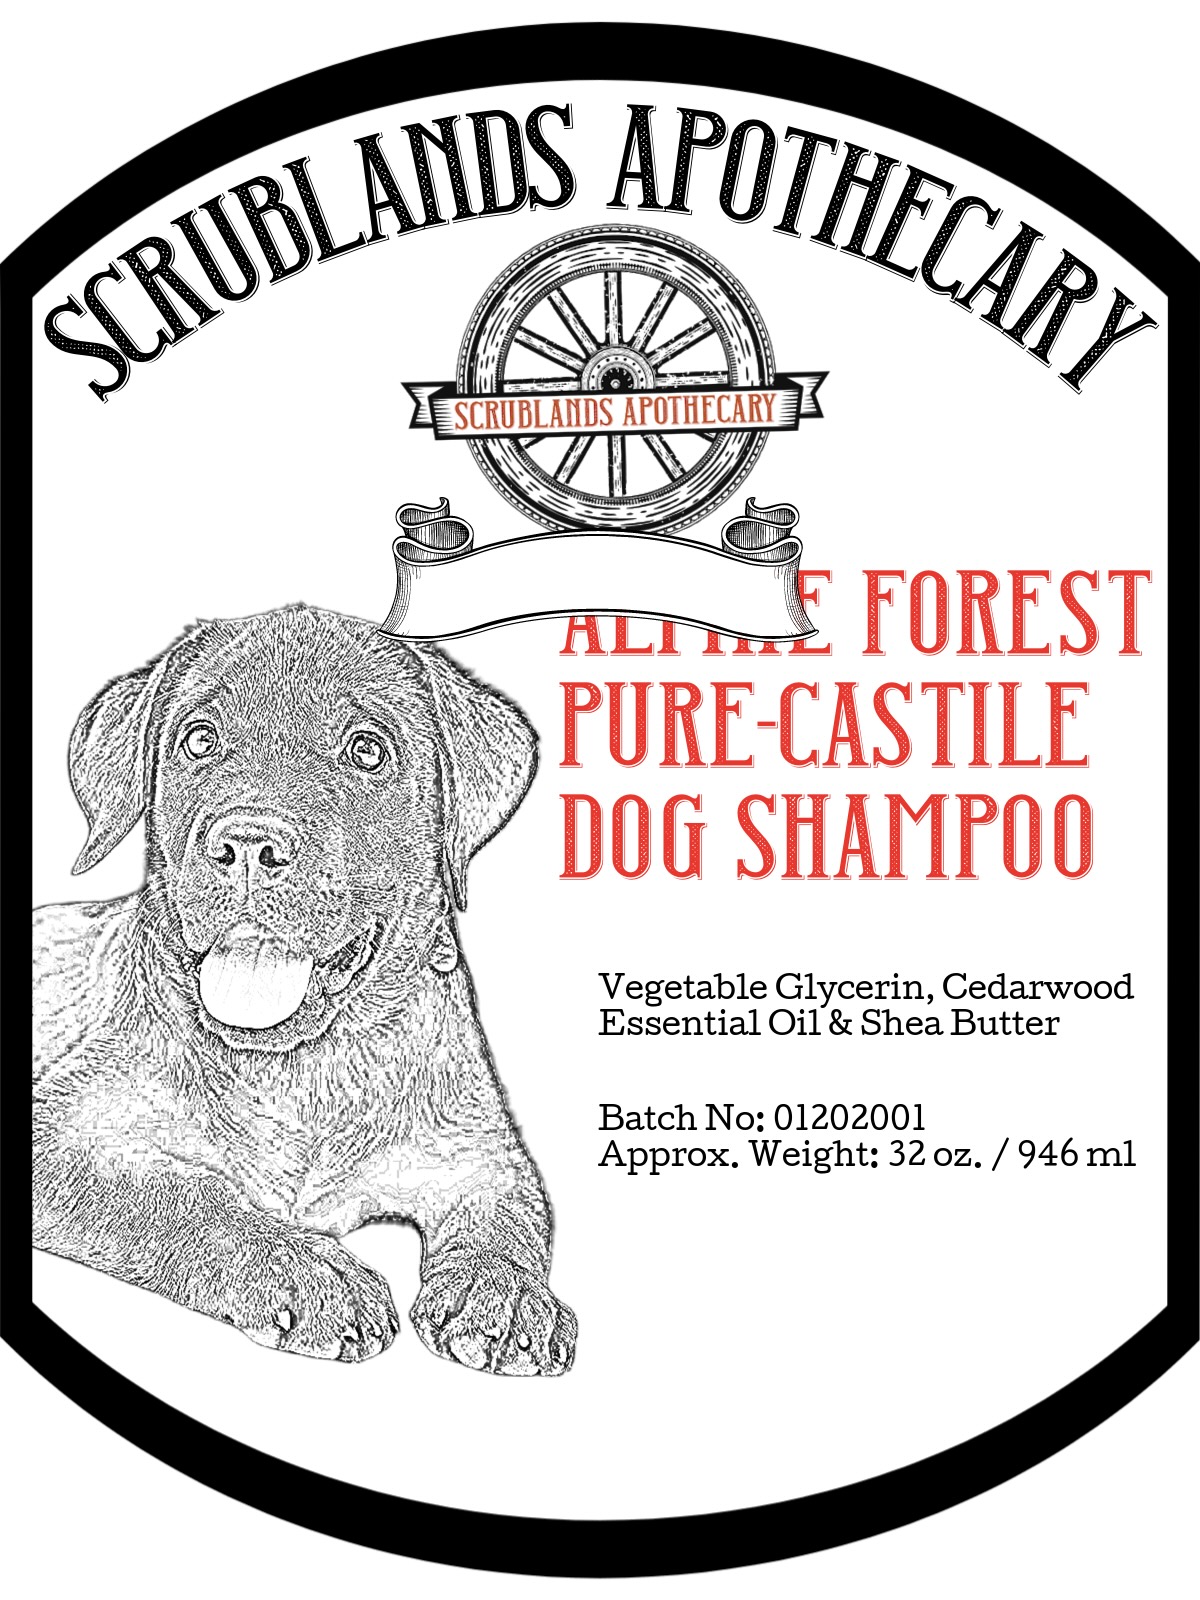 SCRUBLANDS APOTHECARY
SCRUBLANDS APOTHECARY
ALPINE FOREST
PURE-CASTILE
DOG SHAMPOO
Vegetable Glycerin, Cedarwood
Essential Oil & Shea Butter
Batch No: 01202001
Approx. Weight: 32 oz. / 946 ml